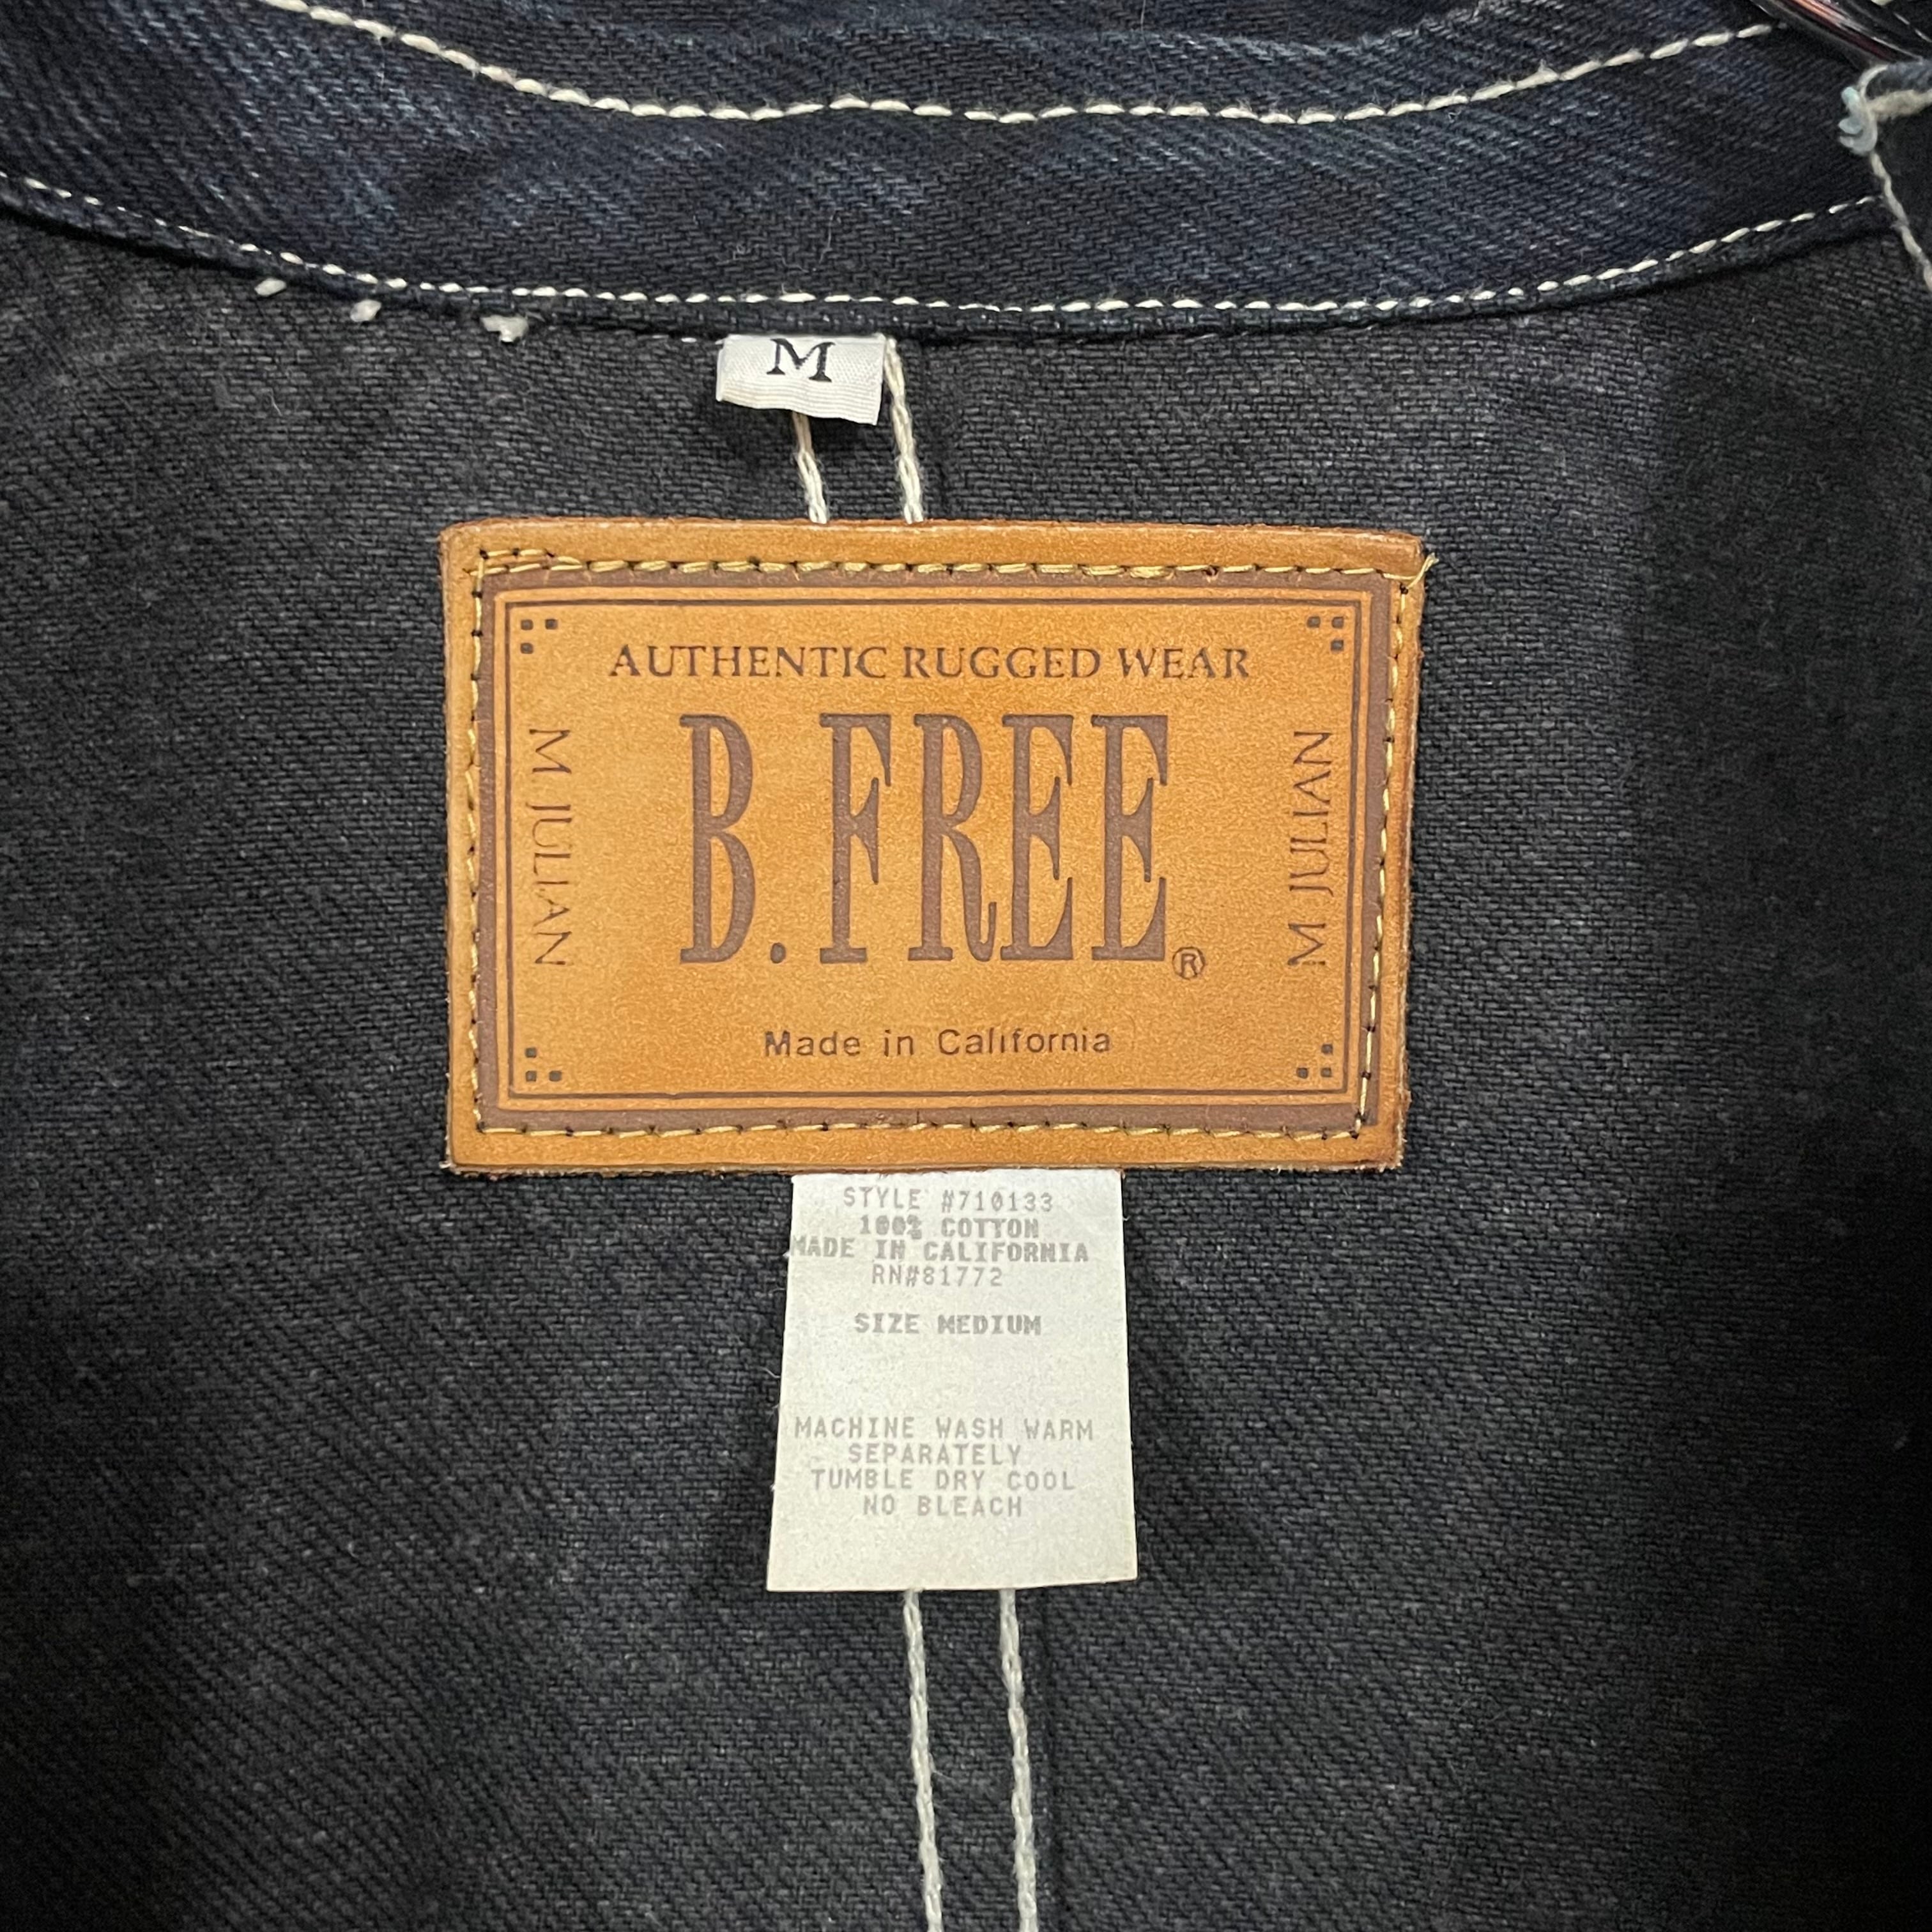 M
AUTHENTIC RUGGED WEAR
M JULIAN
B. FREE®
M JULIAN
Made in California
STYLE #710133
100% COTTON
MADE IN CALIFORNIA
RN#81772
SIZE MEDIUM
MACHINE WASH WARM
SEPARATELY
TUMBLE DRY COOL
NO BLEACH